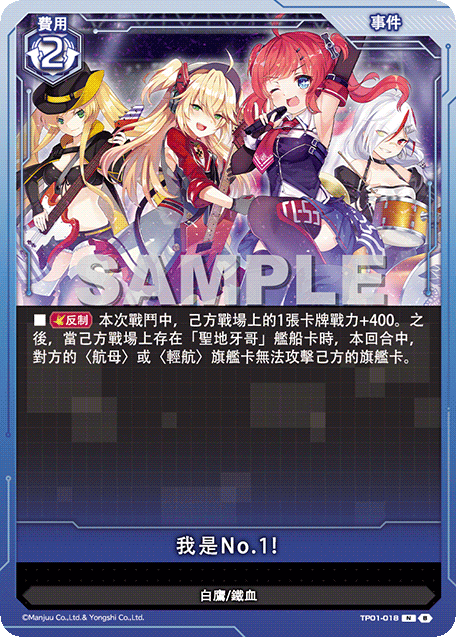 費用
事件
2
SAMPLE
■ 反制 本次戰鬥中，己方戰場上的1張卡牌戰力+400。之
後，當己方戰場上存在「聖地牙哥」艦船卡時，本回合中，
對方的〈航母〉或〈輕航〉旗艦卡無法攻擊己方的旗艦卡。
我是No.1!
白鷹/鐵血
©Manjuu Co.,Ltd.& Yongshi Co.,Ltd.
TP01-018 N B